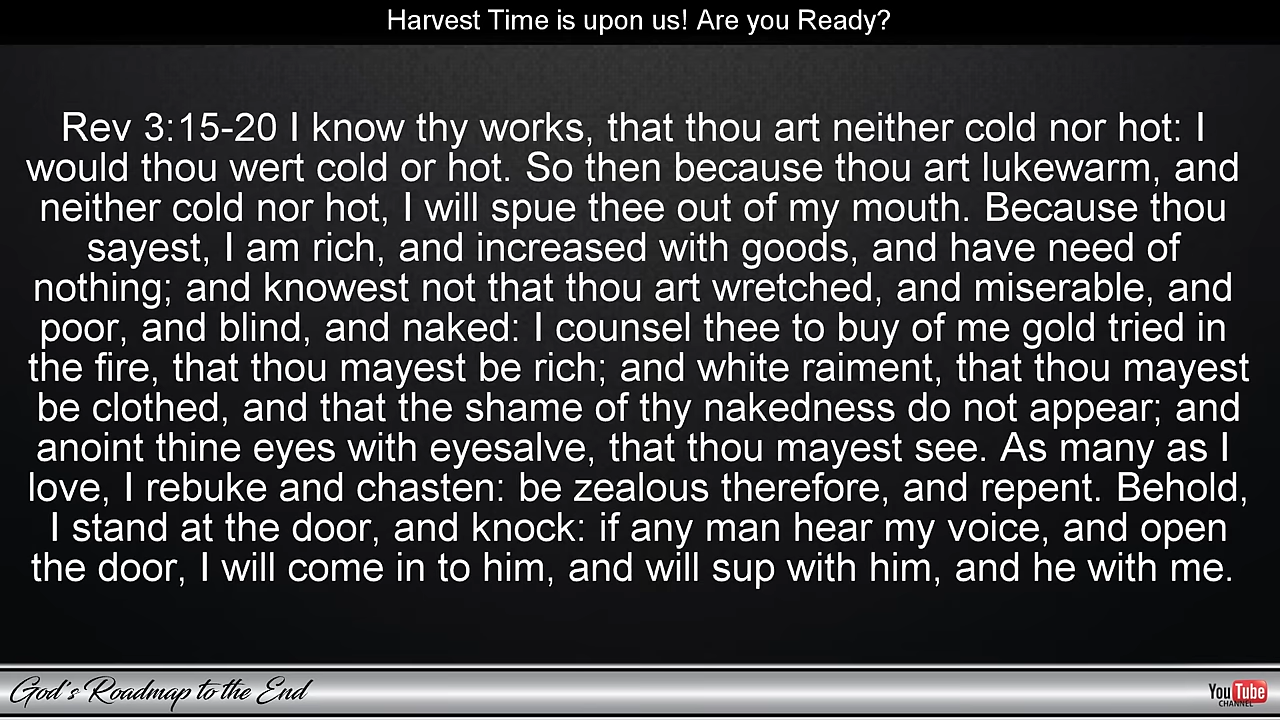 Harvest Time is upon us! Are you Ready?
Rev 3:15-20 I know thy works, that thou art neither cold nor hot: I
would thou wert cold or hot. So then because thou art lukewarm, and
neither cold nor hot, I will spue thee out of my mouth. Because thou
sayest, I am rich, and increased with goods, and have need of
nothing; and knowest not that thou art wretched, and miserable, and
poor, and blind, and naked: I counsel thee to buy of me gold tried in
the fire, that thou mayest be rich; and white raiment, that thou mayest
be clothed, and that the shame of thy nakedness do not appear; and
anoint thine eyes with eyesalve, that thou mayest see. As many as I
love, I rebuke and chasten: be zealous therefore, and repent. Behold,
I stand at the door, and knock: if any man hear my voice, and open
the door, I will come in to him, and will sup with him, and he with me.
God's Roadmap to the End
YouTube
CHANNEL